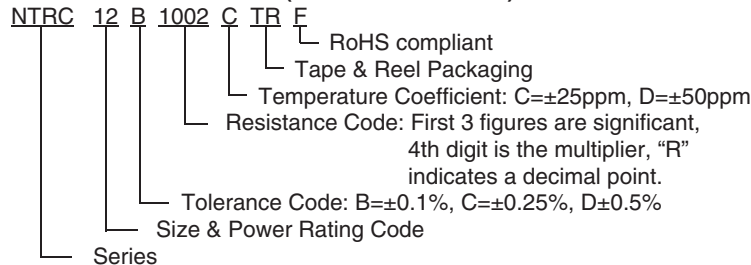 NTRC 12 B 1002 C TR F
RoHS compliant
Tape & Reel Packaging
Temperature Coefficient: C=±25ppm, D=±50ppm
Resistance Code: First 3 figures are significant,
4th digit is the multiplier, “R”
indicates a decimal point.
Tolerance Code: B=±0.1%, C=±0.25%, D±0.5%
Size & Power Rating Code
Series